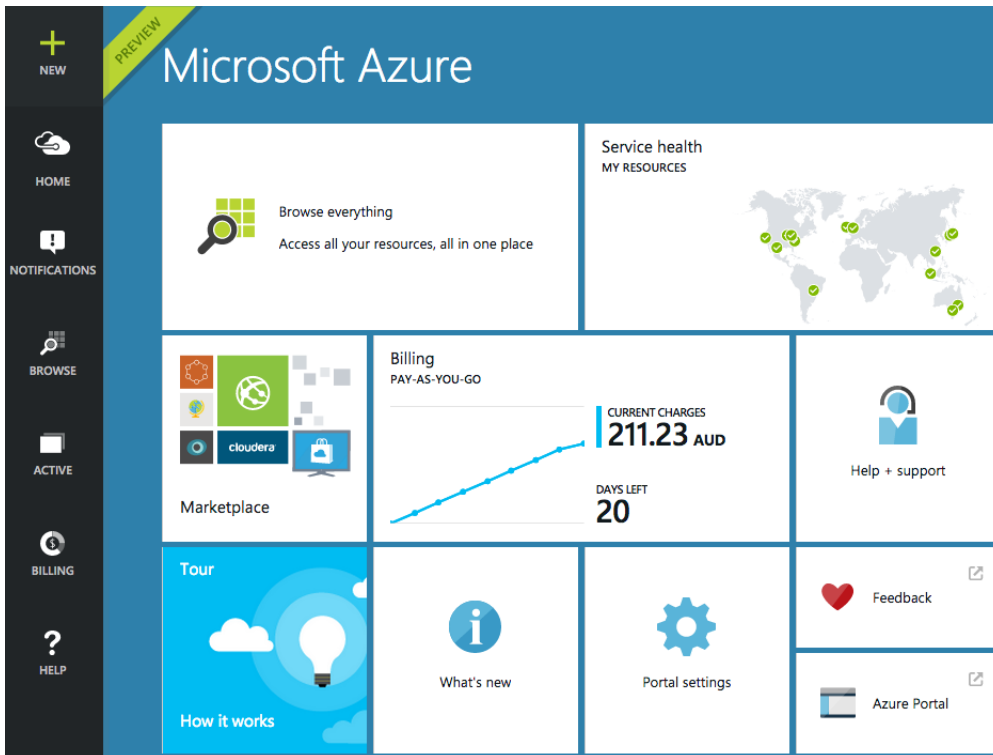 NEW
HOME
NOTIFICATIONS
BROWSE
ACTIVE
BILLING
HELP
PREVIEW
Microsoft Azure
Browse everything
Access all your resources, all in one place
Service health
MY RESOURCES
cloudera
Marketplace
Billing
PAY-AS-YOU-GO
CURRENT CHARGES
211.23 AUD
DAYS LEFT
20
Help + support
Tour
How it works
What's new
Portal settings
Feedback
Azure Portal